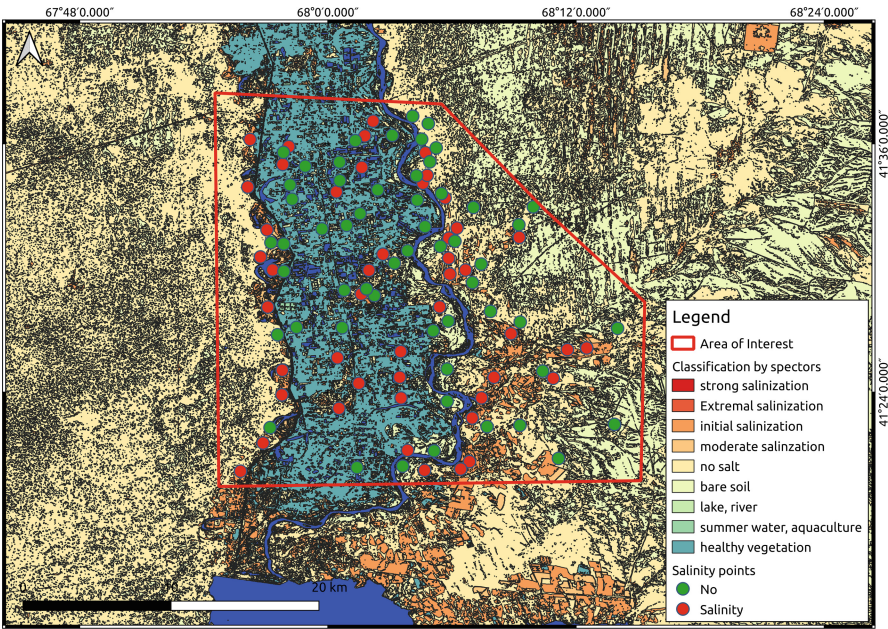 67°48'0.000″ 68°0'0.000″ 68°12'0.000″ 68°24'0.000″
41°36'0.000″
41°24'0.000″
Legend
Area of Interest
Classification by spectors
strong salinization
Extremal salinization
initial salinization
moderate salinzation
no salt
bare soil
lake, river
summer water, aquaculture
healthy vegetation
Salinity points
No
Salinity
0 20 km